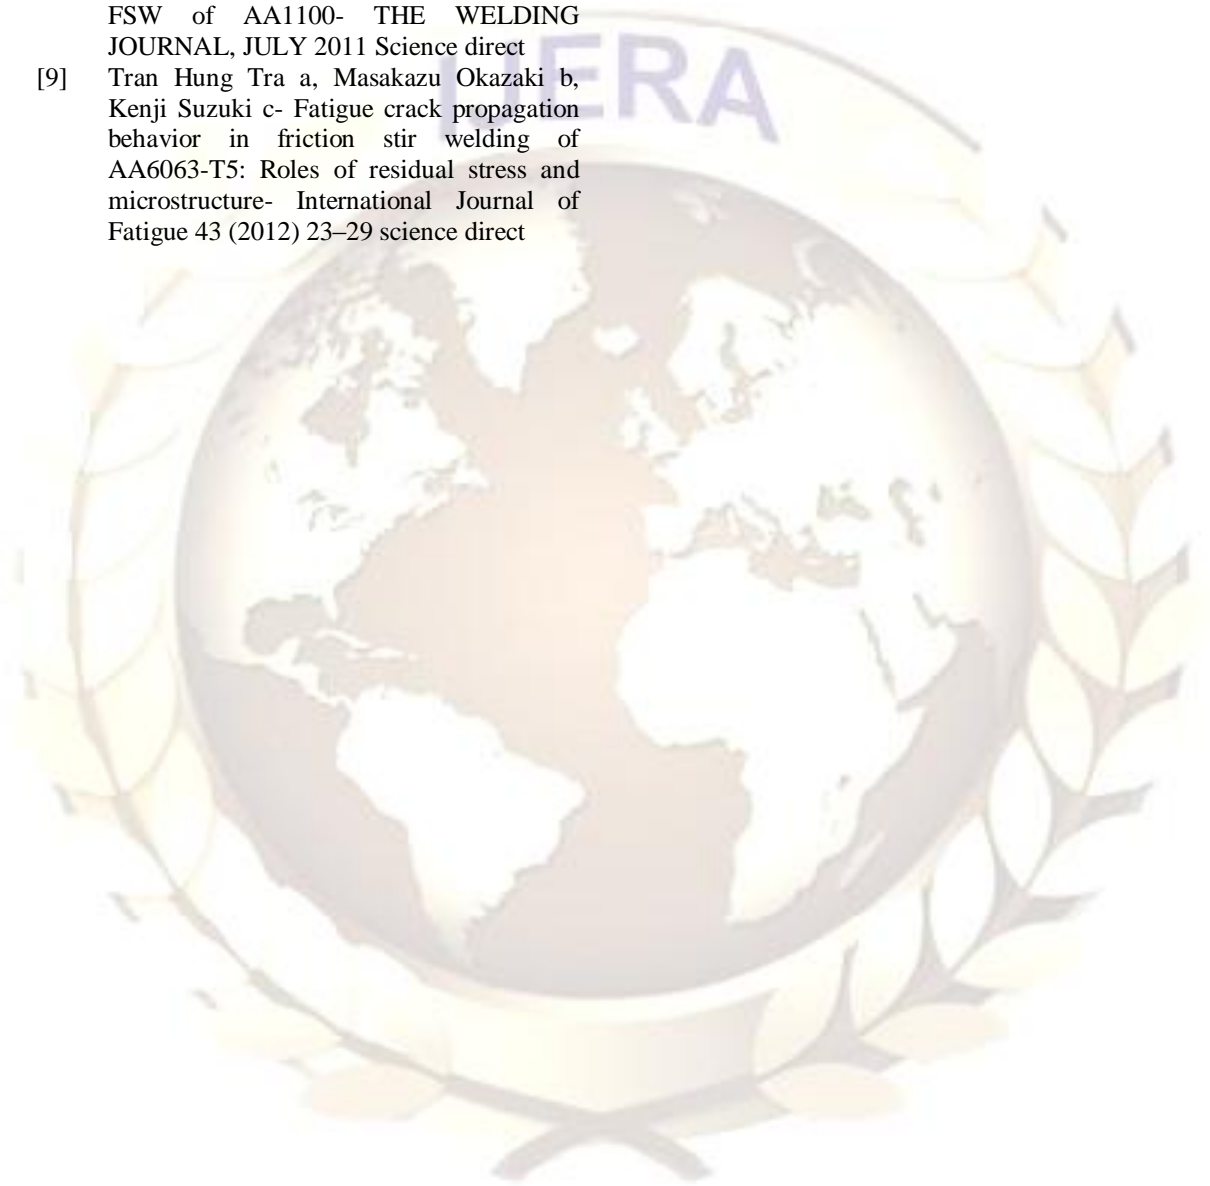 IJERA
FSW of AA1100- THE WELDING
JOURNAL, JULY 2011 Science direct
[9] Tran Hung Tra a, Masakazu Okazaki b,
Kenji Suzuki c- Fatigue crack propagation
behavior in friction stir welding of
AA6063-T5: Roles of residual stress and
microstructure- International Journal of
Fatigue 43 (2012) 23–29 science direct